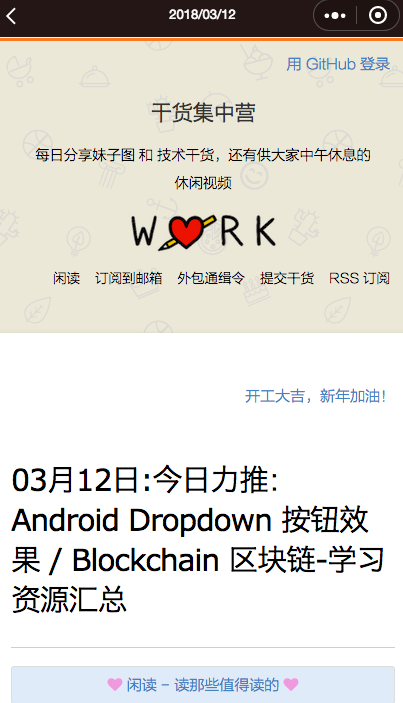 2018/03/12
用 GitHub 登录
干货集中营
每日分享妹子图 和 技术干货，还有供大家中午休息的
休闲视频
W RK
闲读 订阅到邮箱 外包通缉令 提交干货 RSS 订阅
开工大吉，新年加油！
03月12日:今日力推：
Android Dropdown 按钮效
果 / Blockchain 区块链-学习
资源汇总
闲读 - 读那些值得读的